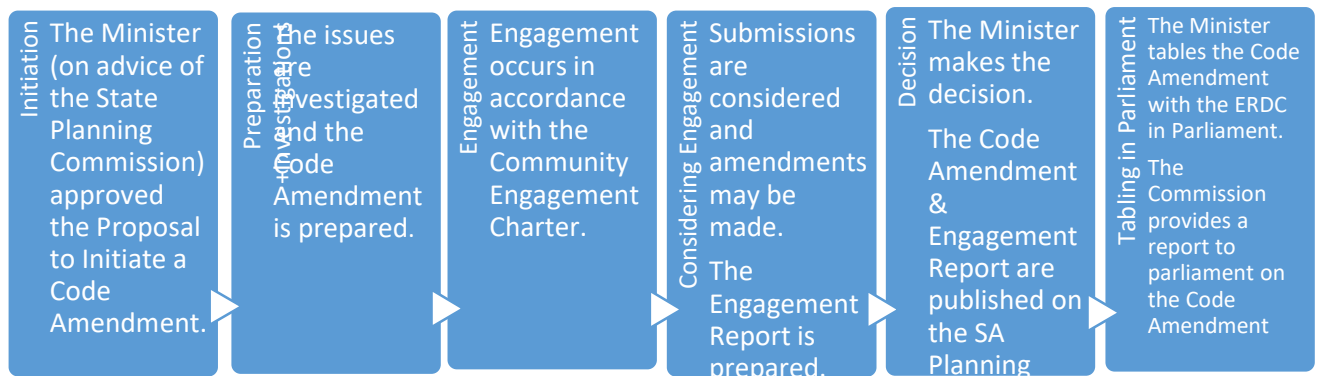 Initiation
The Minister
(on advice of
the State
Planning
Commission)
approved
the Proposal
to Initiate a
Code
Amendment.
Preparation
+Investigations
The issues
are
investigated
and the
Code
Amendment
is prepared.
Engagement
Engagement
occurs in
accordance
with the
Community
Engagement
Charter.
Considering Engagement
Submissions
are
considered
and
amendments
may be
made.
The
Engagement
Report is
prepared.
Decision
The Minister
makes the
decision.
The Code
Amendment
&
Engagement
Report are
published on
the SA
Planning
Tabling in Parliament
The Minister
tables the Code
Amendment
with the ERDC
in Parliament.
The
Commission
provides a
report to
parliament on
the Code
Amendment